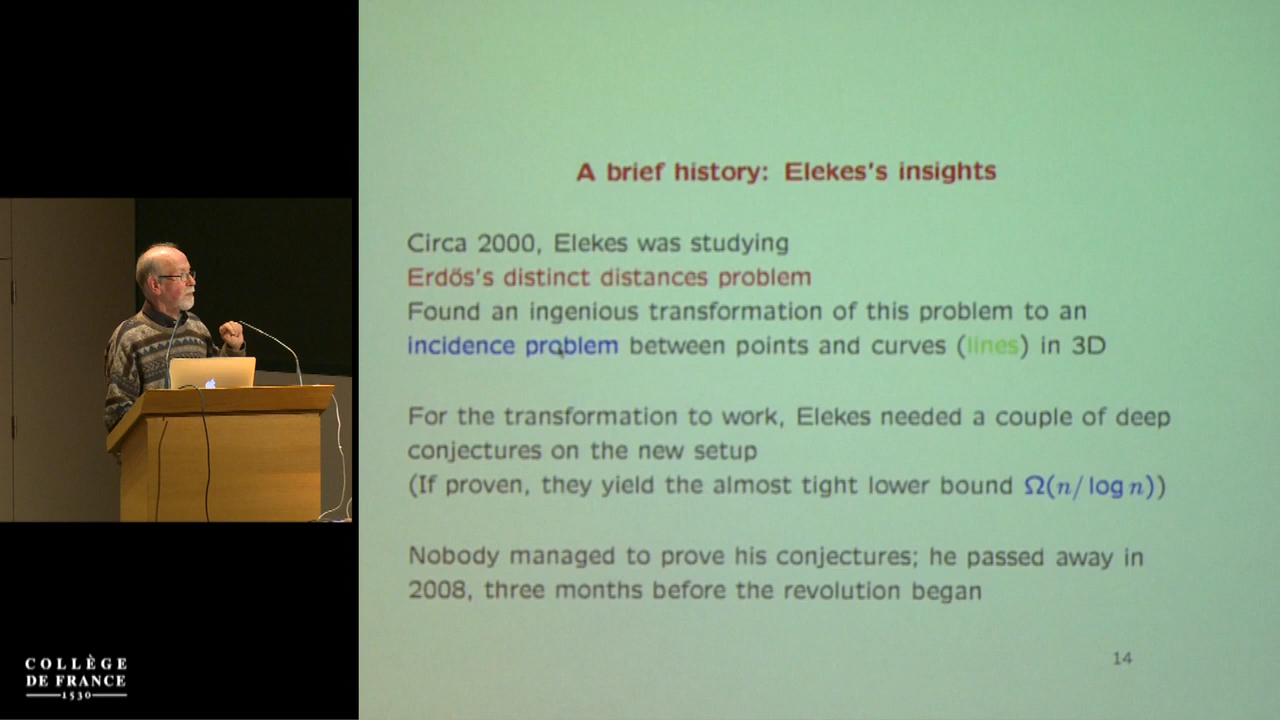 A brief history: Elekes's insights
Circa 2000, Elekes was studying
Erdős's distinct distances problem
Found an ingenious transformation of this problem to an
incidence problem between points and curves (lines) in 3D
For the transformation to work, Elekes needed a couple of deep
conjectures on the new setup
(If proven, they yield the almost tight lower bound Ω(n/ log n))
Nobody managed to prove his conjectures; he passed away in
2008, three months before the revolution began
14
COLLÈGE
DE FRANCE
1530